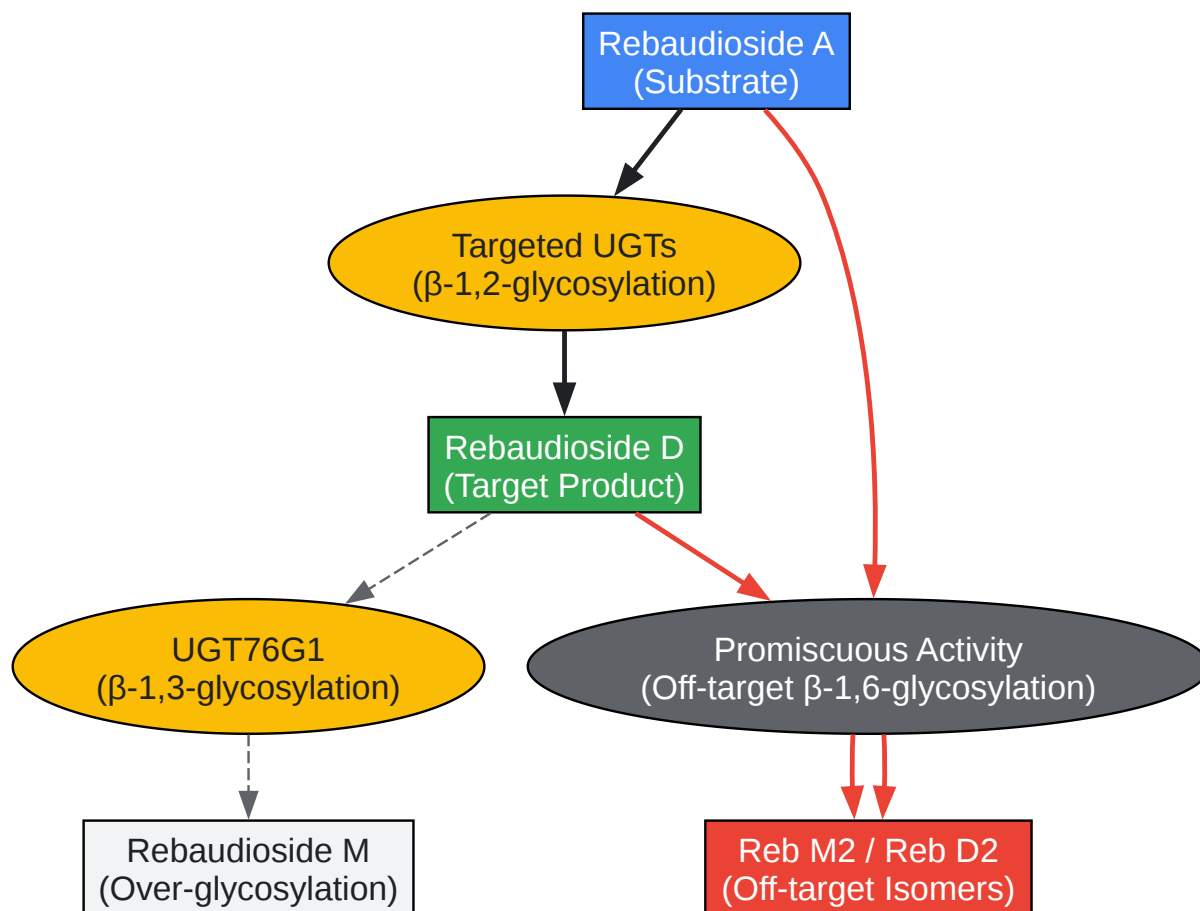 Rebaudioside A
(Substrate)
Targeted UGTs
(β-1,2-glycosylation)
Rebaudioside D
(Target Product)
UGT76G1
(β-1,3-glycosylation)
Promiscuous Activity
(Off-target β-1,6-glycosylation)
Rebaudioside M
(Over-glycosylation)
Reb M2 / Reb D2
(Off-target Isomers)